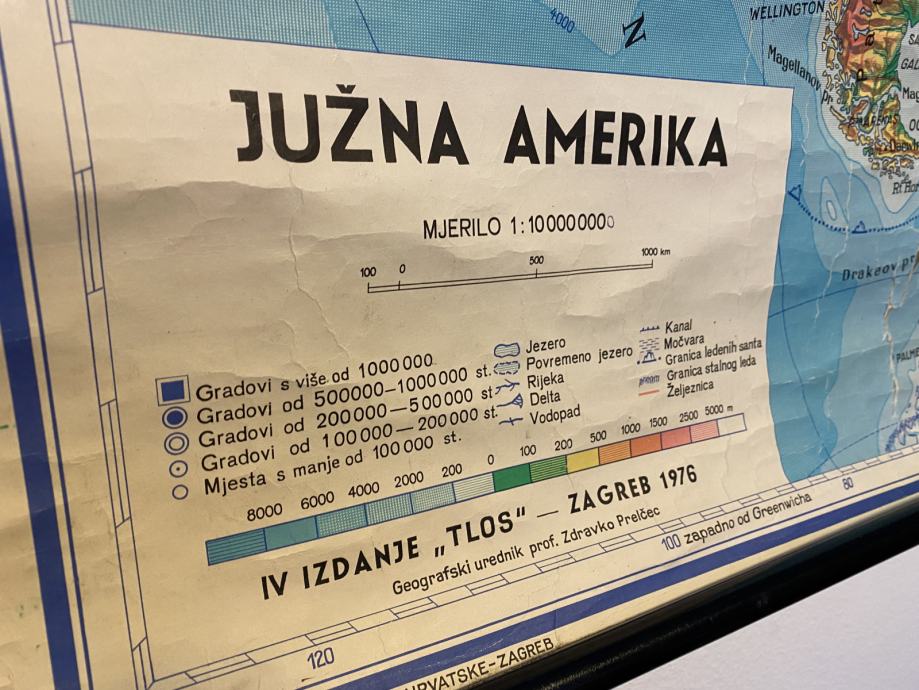 4000
N
WELLINGTON
Magellanov
JUŽNA AMERIKA
MJERILO 1:10000000
100 0 500 1000 km
Drakeov
Gradovi s više od 1000000
Gradovi od 500000–1000000 st.
Gradovi od 200000—500000 st.
Gradovi od 100000—200000 st.
Mjesta s manje od 100000 st.
Jezero
Povremeno jezero
Rijeka
Delta
Vodopad
Kanal
Močvara
Granica ledenih santa
Granica stalnog leda
Željeznica
8000 6000 4000 2000 200 0 100 200 500 1000 1500 2500 5000 m
IV IZDANJE „TLOS" — ZAGREB 1976
Geografski urednik prof. Zdravko Prelčec
120
100 zapadno od Greenwicha
80
RVATSKE-ZAGREB